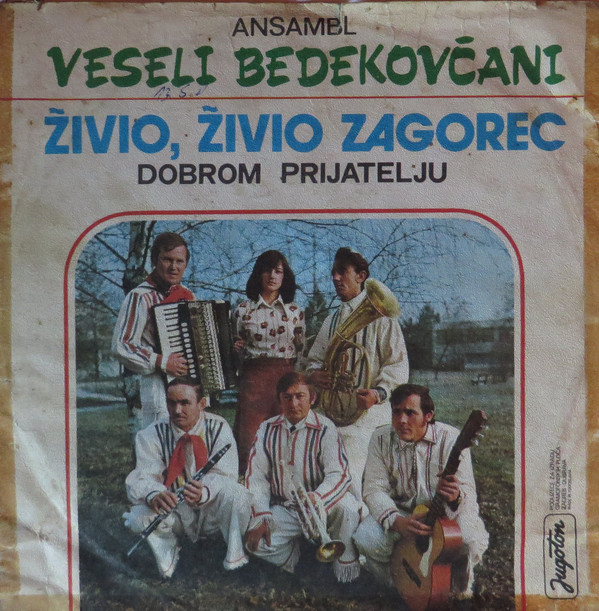 ANSAMBL
VESELI BEDEKOVČANI
ŽIVIO, ŽIVIO ZAGOREC
DOBROM PRIJATELJU
Jugoton